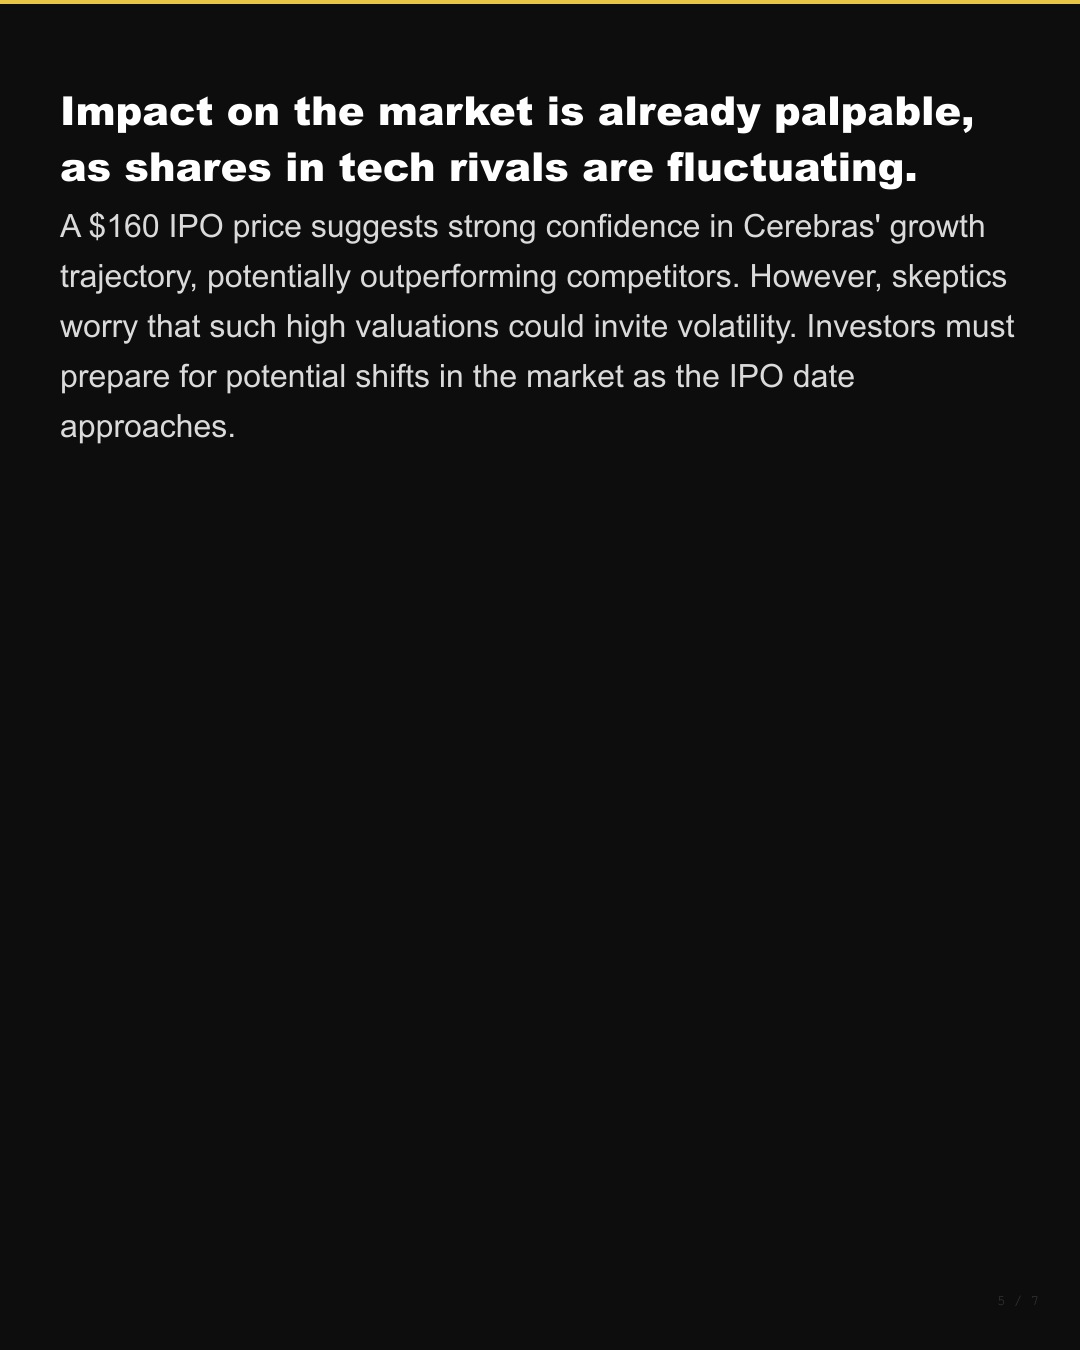 Impact on the market is already palpable,
as shares in tech rivals are fluctuating.
A $160 IPO price suggests strong confidence in Cerebras' growth
trajectory, potentially outperforming competitors. However, skeptics
worry that such high valuations could invite volatility. Investors must
prepare for potential shifts in the market as the IPO date
approaches.
5 / 7